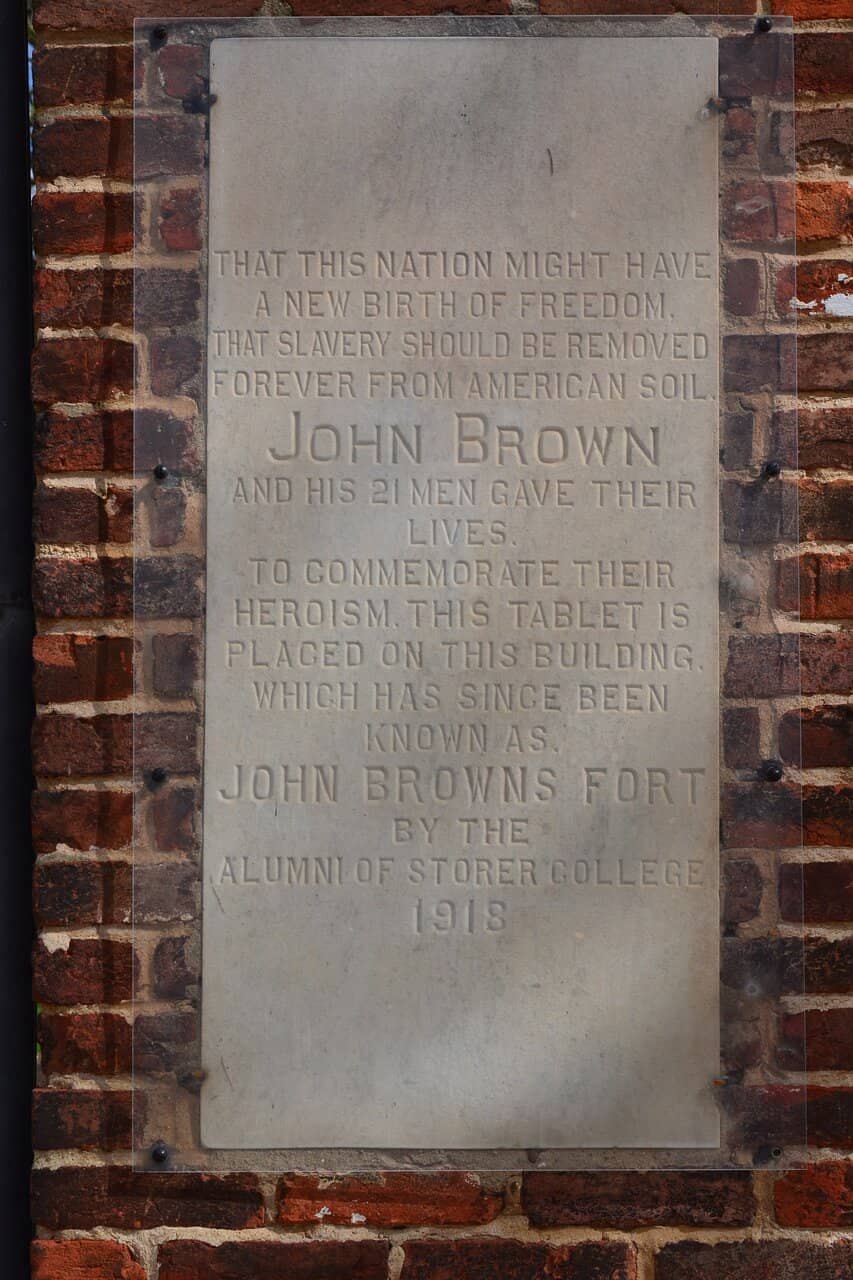 THAT THIS NATION MIGHT HAVE
A NEW BIRTH OF FREEDOM,
THAT SLAVERY SHOULD BE REMOVED
FOREVER FROM AMERICAN SOIL.
JOHN BROWN
AND HIS 21 MEN GAVE THEIR
LIVES.
TO COMMEMORATE THEIR
HEROISM. THIS TABLET IS
PLACED ON THIS BUILDING.
WHICH HAS SINCE BEEN
KNOWN AS.
JOHN BROWNS FORT
BY THE
ALUMNI OF STORER COLLEGE
1918